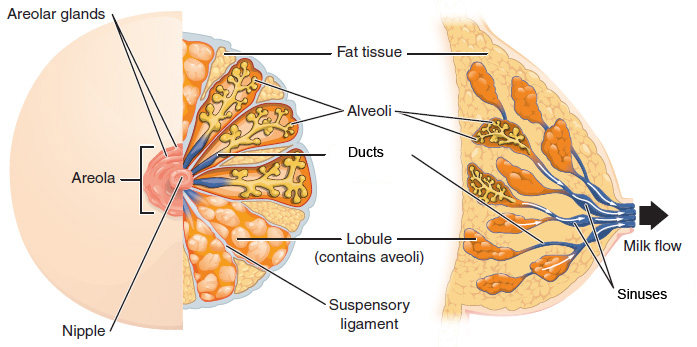 Areolar glands
Fat tissue
Alveoli
Ducts
Areola
Lobule
(contains aveoli)
Milk flow
Sinuses
Suspensory
ligament
Nipple